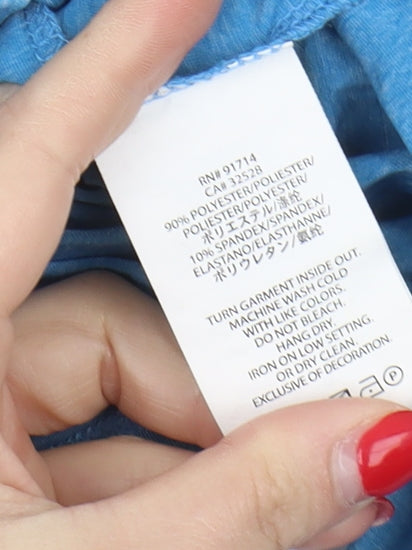 RN# 91714
CA# 32528
90% POLYESTER/POLIESTER/
POLIESTER/POLYESTER/
ポリエステル/涤纶
10% SPANDEX/SPANDEX/
ELASTANO/ELASTHANNE/
ポリウレタン/氨纶
TURN GARMENT INSIDE OUT.
MACHINE WASH COLD
WITH LIKE COLORS.
DO NOT BLEACH.
HANG DRY.
IRON ON LOW SETTING.
OR DRY CLEAN.
EXCLUSIVE OF DECORATION.
P